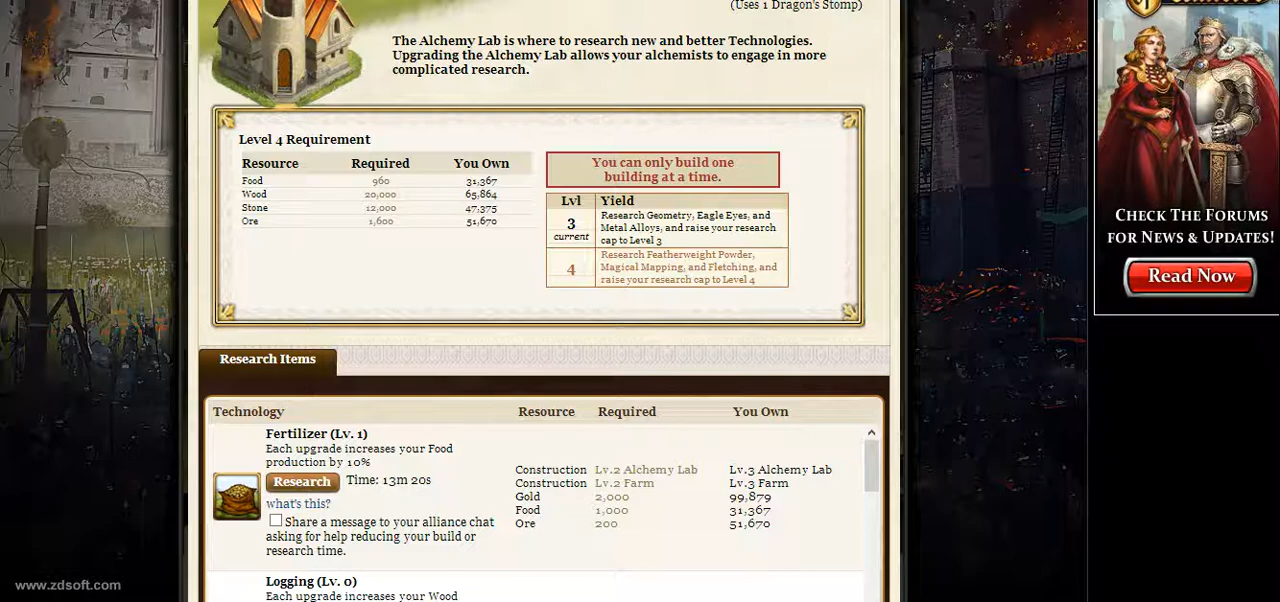 (Uses 1 Dragon's Stomp)
The Alchemy Lab is where to research new and better Technologies.
Upgrading the Alchemy Lab allows your alchemists to engage in more
complicated research.
Level 4 Requirement
Resource Required You Own
Food 960 31,367
Wood 20,000 65,864
Stone 12,000 47,375
Ore 1,600 51,670
You can only build one
building at a time.
Lvl Yield
3
current
Research Geometry, Eagle Eyes, and
Metal Alloys, and raise your research
cap to Level 3
4
Research Featherweight Powder,
Magical Mapping, and Fletching, and
raise your research cap to Level 4
Check The Forums
for News & Updates!
Read Now
Research Items
Technology Resource Required You Own
Fertilizer (Lv. 1)
Each upgrade increases your Food
production by 10%
Research Time: 13m 20s
what's this?
Share a message to your alliance chat
asking for help reducing your build or
research time.
Construction Lv.2 Alchemy Lab Lv.3 Alchemy Lab
Construction Lv.2 Farm Lv.3 Farm
Gold 2,000 99,879
Food 1,000 31,367
Ore 200 51,670
Logging (Lv. 0)
Each upgrade increases your Wood
www.zdsoft.com